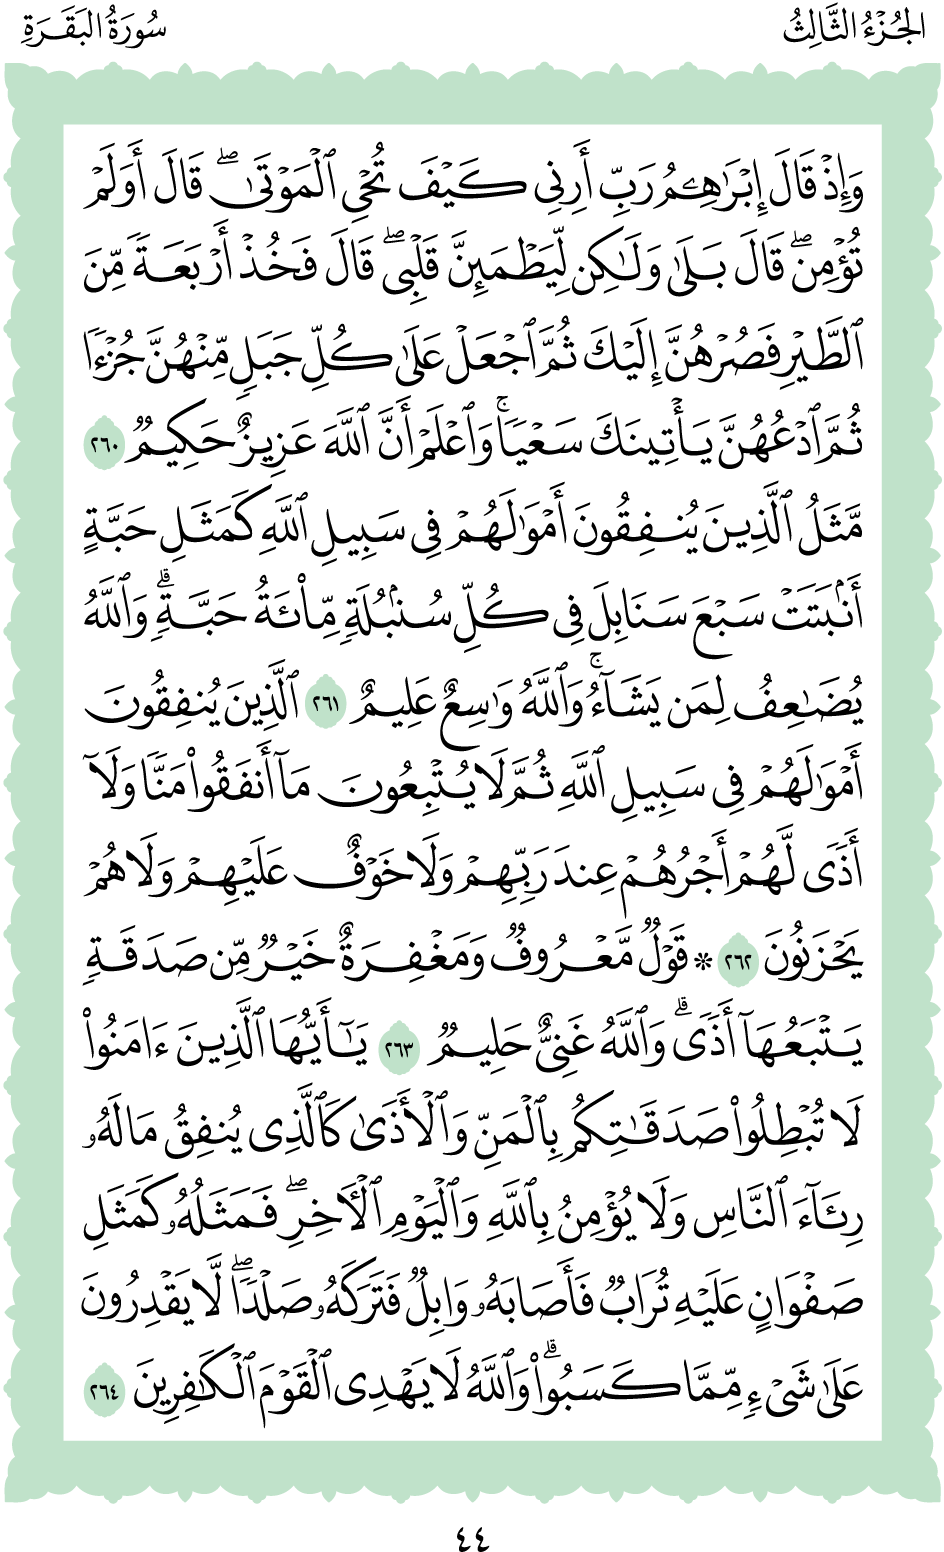 الجُزْءُ الثَّالِثُ
سُورَةُ البَقَرَةِ
وَإِذْ قَالَ إِبْرَٰهِـۧمُ رَبِّ أَرِنِى كَيْفَ تُحْىِ ٱلْمَوْتَىٰ ۖ قَالَ أَوَلَمْ
تُؤْمِن ۖ قَالَ بَلَىٰ وَلَـٰكِن لِّيَطْمَئِنَّ قَلْبِى ۖ قَالَ فَخُذْ أَرْبَعَةً مِّنَ
ٱلطَّيْرِ فَصُرْهُنَّ إِلَيْكَ ثُمَّ ٱجْعَلْ عَلَىٰ كُلِّ جَبَلٍ مِّنْهُنَّ جُزْءًا
ثُمَّ ٱدْعُهُنَّ يَأْتِينَكَ سَعْيًا ۚ وَٱعْلَمْ أَنَّ ٱللَّهَ عَزِيزٌ حَكِيمٌ ٢٦٠
مَّثَلُ ٱلَّذِينَ يُنفِقُونَ أَمْوَٰلَهُمْ فِى سَبِيلِ ٱللَّهِ كَمَثَلِ حَبَّةٍ
أَنۢبَتَتْ سَبْعَ سَنَابِلَ فِى كُلِّ سُنۢبُلَةٍ مِّا۟ئَةُ حَبَّةٍ ۗ وَٱللَّهُ
يُضَـٰعِفُ لِمَن يَشَآءُ ۚ وَٱللَّهُ وَٰسِعٌ عَلِيمٌ ٢٦١ ٱلَّذِينَ يُنفِقُونَ
أَمْوَٰلَهُمْ فِى سَبِيلِ ٱللَّهِ ثُمَّ لَا يُتْبِعُونَ مَآ أَنفَقُوا۟ مَنًّا وَلَآ
أَذًى لَّهُمْ أَجْرُهُمْ عِندَ رَبِّهِمْ وَلَا خَوْفٌ عَلَيْهِمْ وَلَا هُمْ
يَحْزَنُونَ ٢٦٢ * قَوْلٌ مَّعْرُوفٌ وَمَغْفِرَةٌ خَيْرٌ مِّن صَدَقَةٍ
يَتْبَعُهَآ أَذًى ۗ وَٱللَّهُ غَنِىٌّ حَلِيمٌ ٢٦٣ يَـٰٓأَيُّهَا ٱلَّذِينَ ءَامَنُوا۟
لَا تُبْطِلُوا۟ صَدَقَـٰتِكُم بِٱلْمَنِّ وَٱلْأَذَىٰ كَٱلَّذِى يُنفِقُ مَالَهُۥ
رِئَآءَ ٱلنَّاسِ وَلَا يُؤْمِنُ بِٱللَّهِ وَٱلْيَوْمِ ٱلْـَٔاخِرِ ۖ فَمَثَلُهُۥ كَمَثَلِ
صَفْوَانٍ عَلَيْهِ تُرَابٌ فَأَصَابَهُۥ وَابِلٌ فَتَرَكَهُۥ صَلْدًا ۖ لَّا يَقْدِرُونَ
عَلَىٰ شَىْءٍ مِّمَّا كَسَبُوا۟ ۗ وَٱللَّهُ لَا يَهْدِى ٱلْقَوْمَ ٱلْكَـٰفِرِينَ ٢٦٤
٤٤